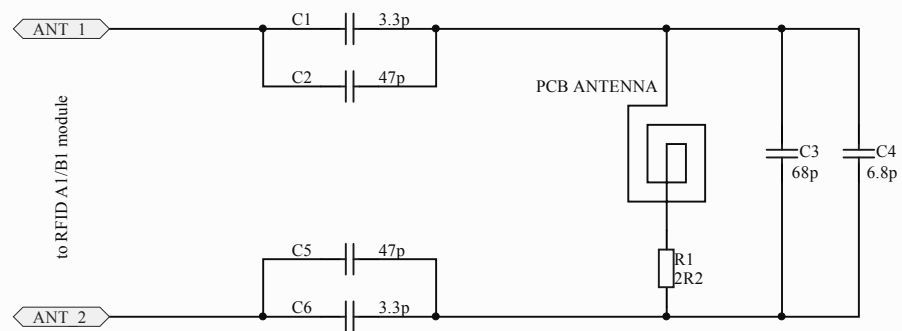 ANT 1
C1 3.3p
C2 47p
PCB ANTENNA
to RFID A1/B1 module
C3
68p
C4
6.8p
C5 47p
R1
2R2
C6 3.3p
ANT 2